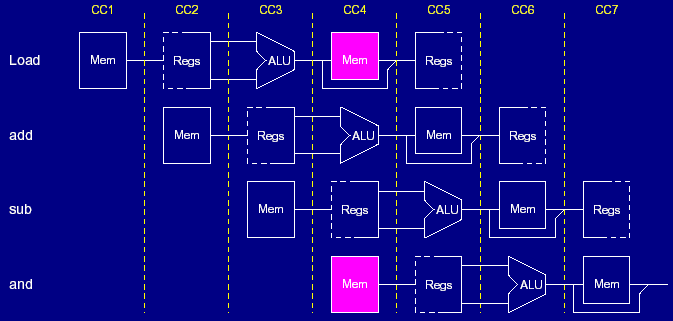 CC1 CC2 CC3 CC4 CC5 CC6 CC7
Load Mem Regs ALU Mem Regs
add Mem Regs ALU Mem Regs
sub Mem Regs ALU Mem Regs
and Mem Regs ALU Mem